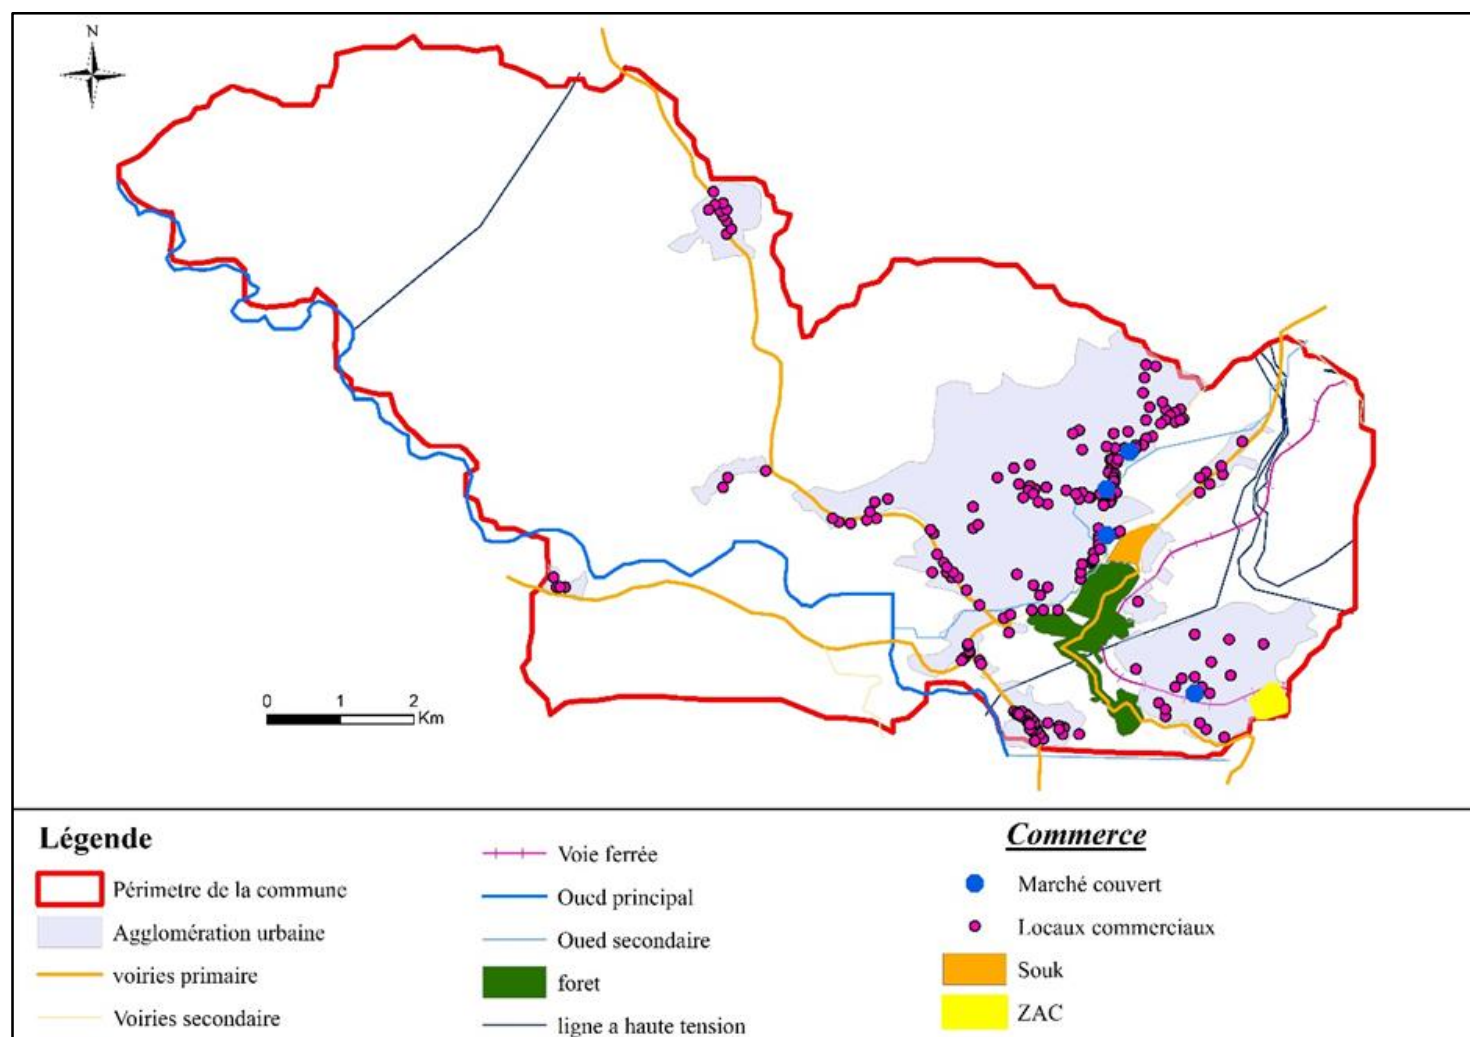 N
0 1 2
Km
Légende
Périmetre de la commune
Agglomération urbaine
voiries primaire
Voiries secondaire
Voie ferrée
Oued principal
Oued secondaire
foret
ligne a haute tension
Commerce
Marché couvert
Locaux commerciaux
Souk
ZAC